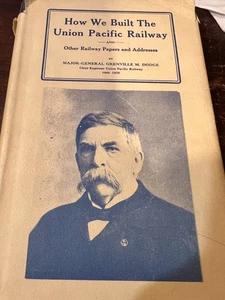 How We Built The
Union Pacific Railway
AND
Other Railway Papers and Addresses
BY
MAJOR-GENERAL GRENVILLE M. DODGE
Chief Engineer Union Pacific Railway
1866-1870